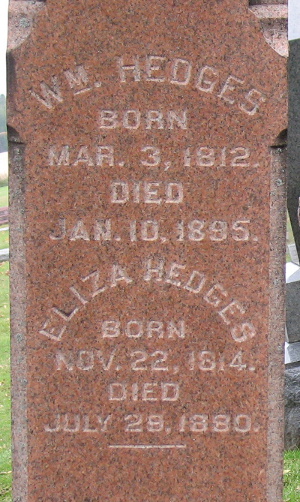 WM. HEDGES
BORN
MAR. 3, 1812.
DIED
JAN. 10, 1895.
ELIZA HEDGES
BORN
NOV. 22, 1814.
DIED
JULY 29, 1880.